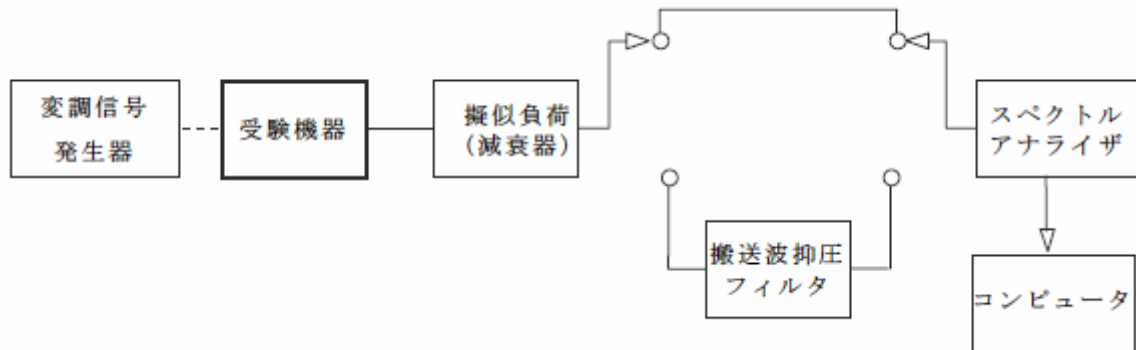 変調信号
発生器
受験機器
擬似負荷
(減衰器)
スペクトル
アナライザ
搬送波抑圧
フィルタ
コンピュータ